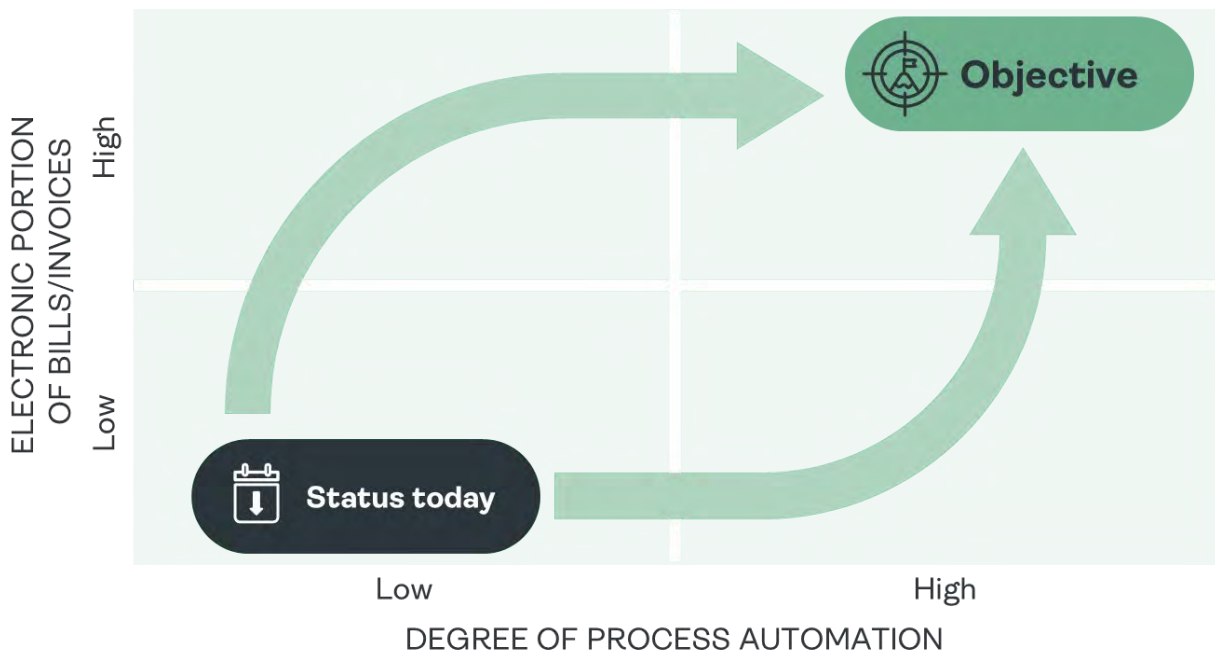 ELECTRONIC PORTION
OF BILLS/INVOICES
High
Low
Objective
Status today
Low
High
DEGREE OF PROCESS AUTOMATION